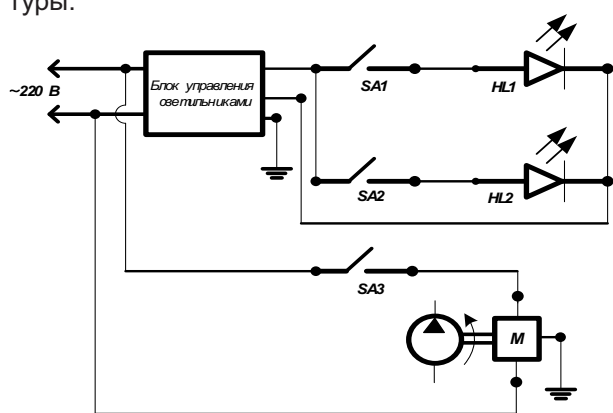 туры.
~220 В
Блок управления
светильниками
SA1
HL1
SA2
HL2
SA3
M